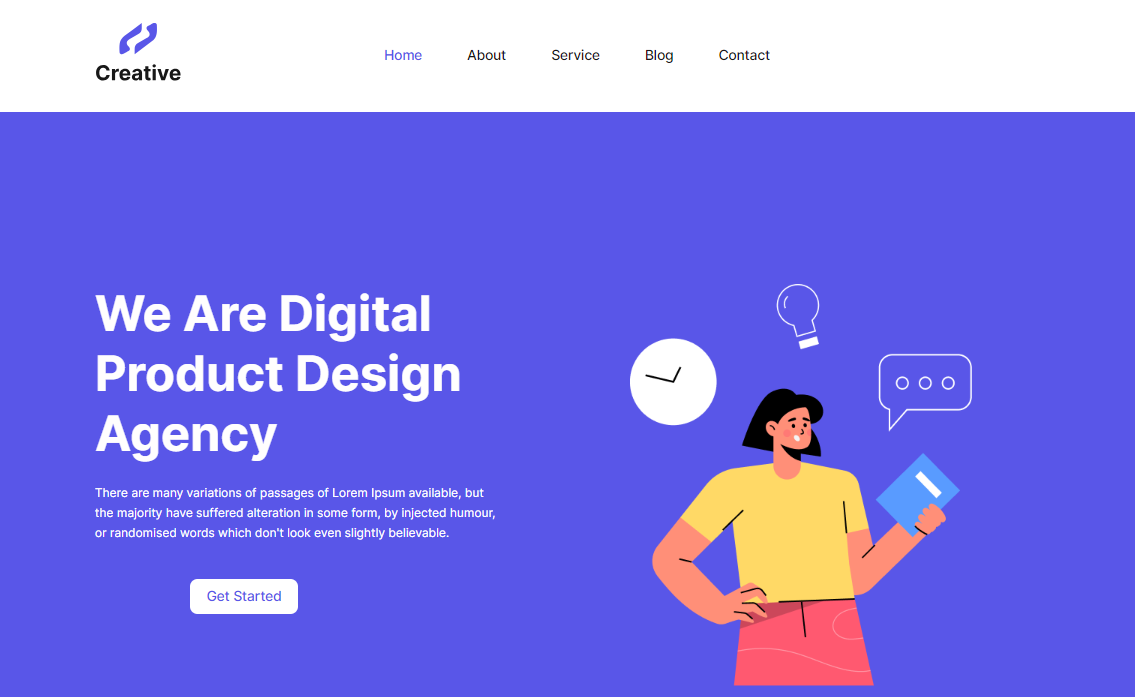 Creative
Home About Service Blog Contact
We Are Digital
Product Design
Agency
There are many variations of passages of Lorem Ipsum available, but
the majority have suffered alteration in some form, by injected humour,
or randomised words which don't look even slightly believable.
Get Started